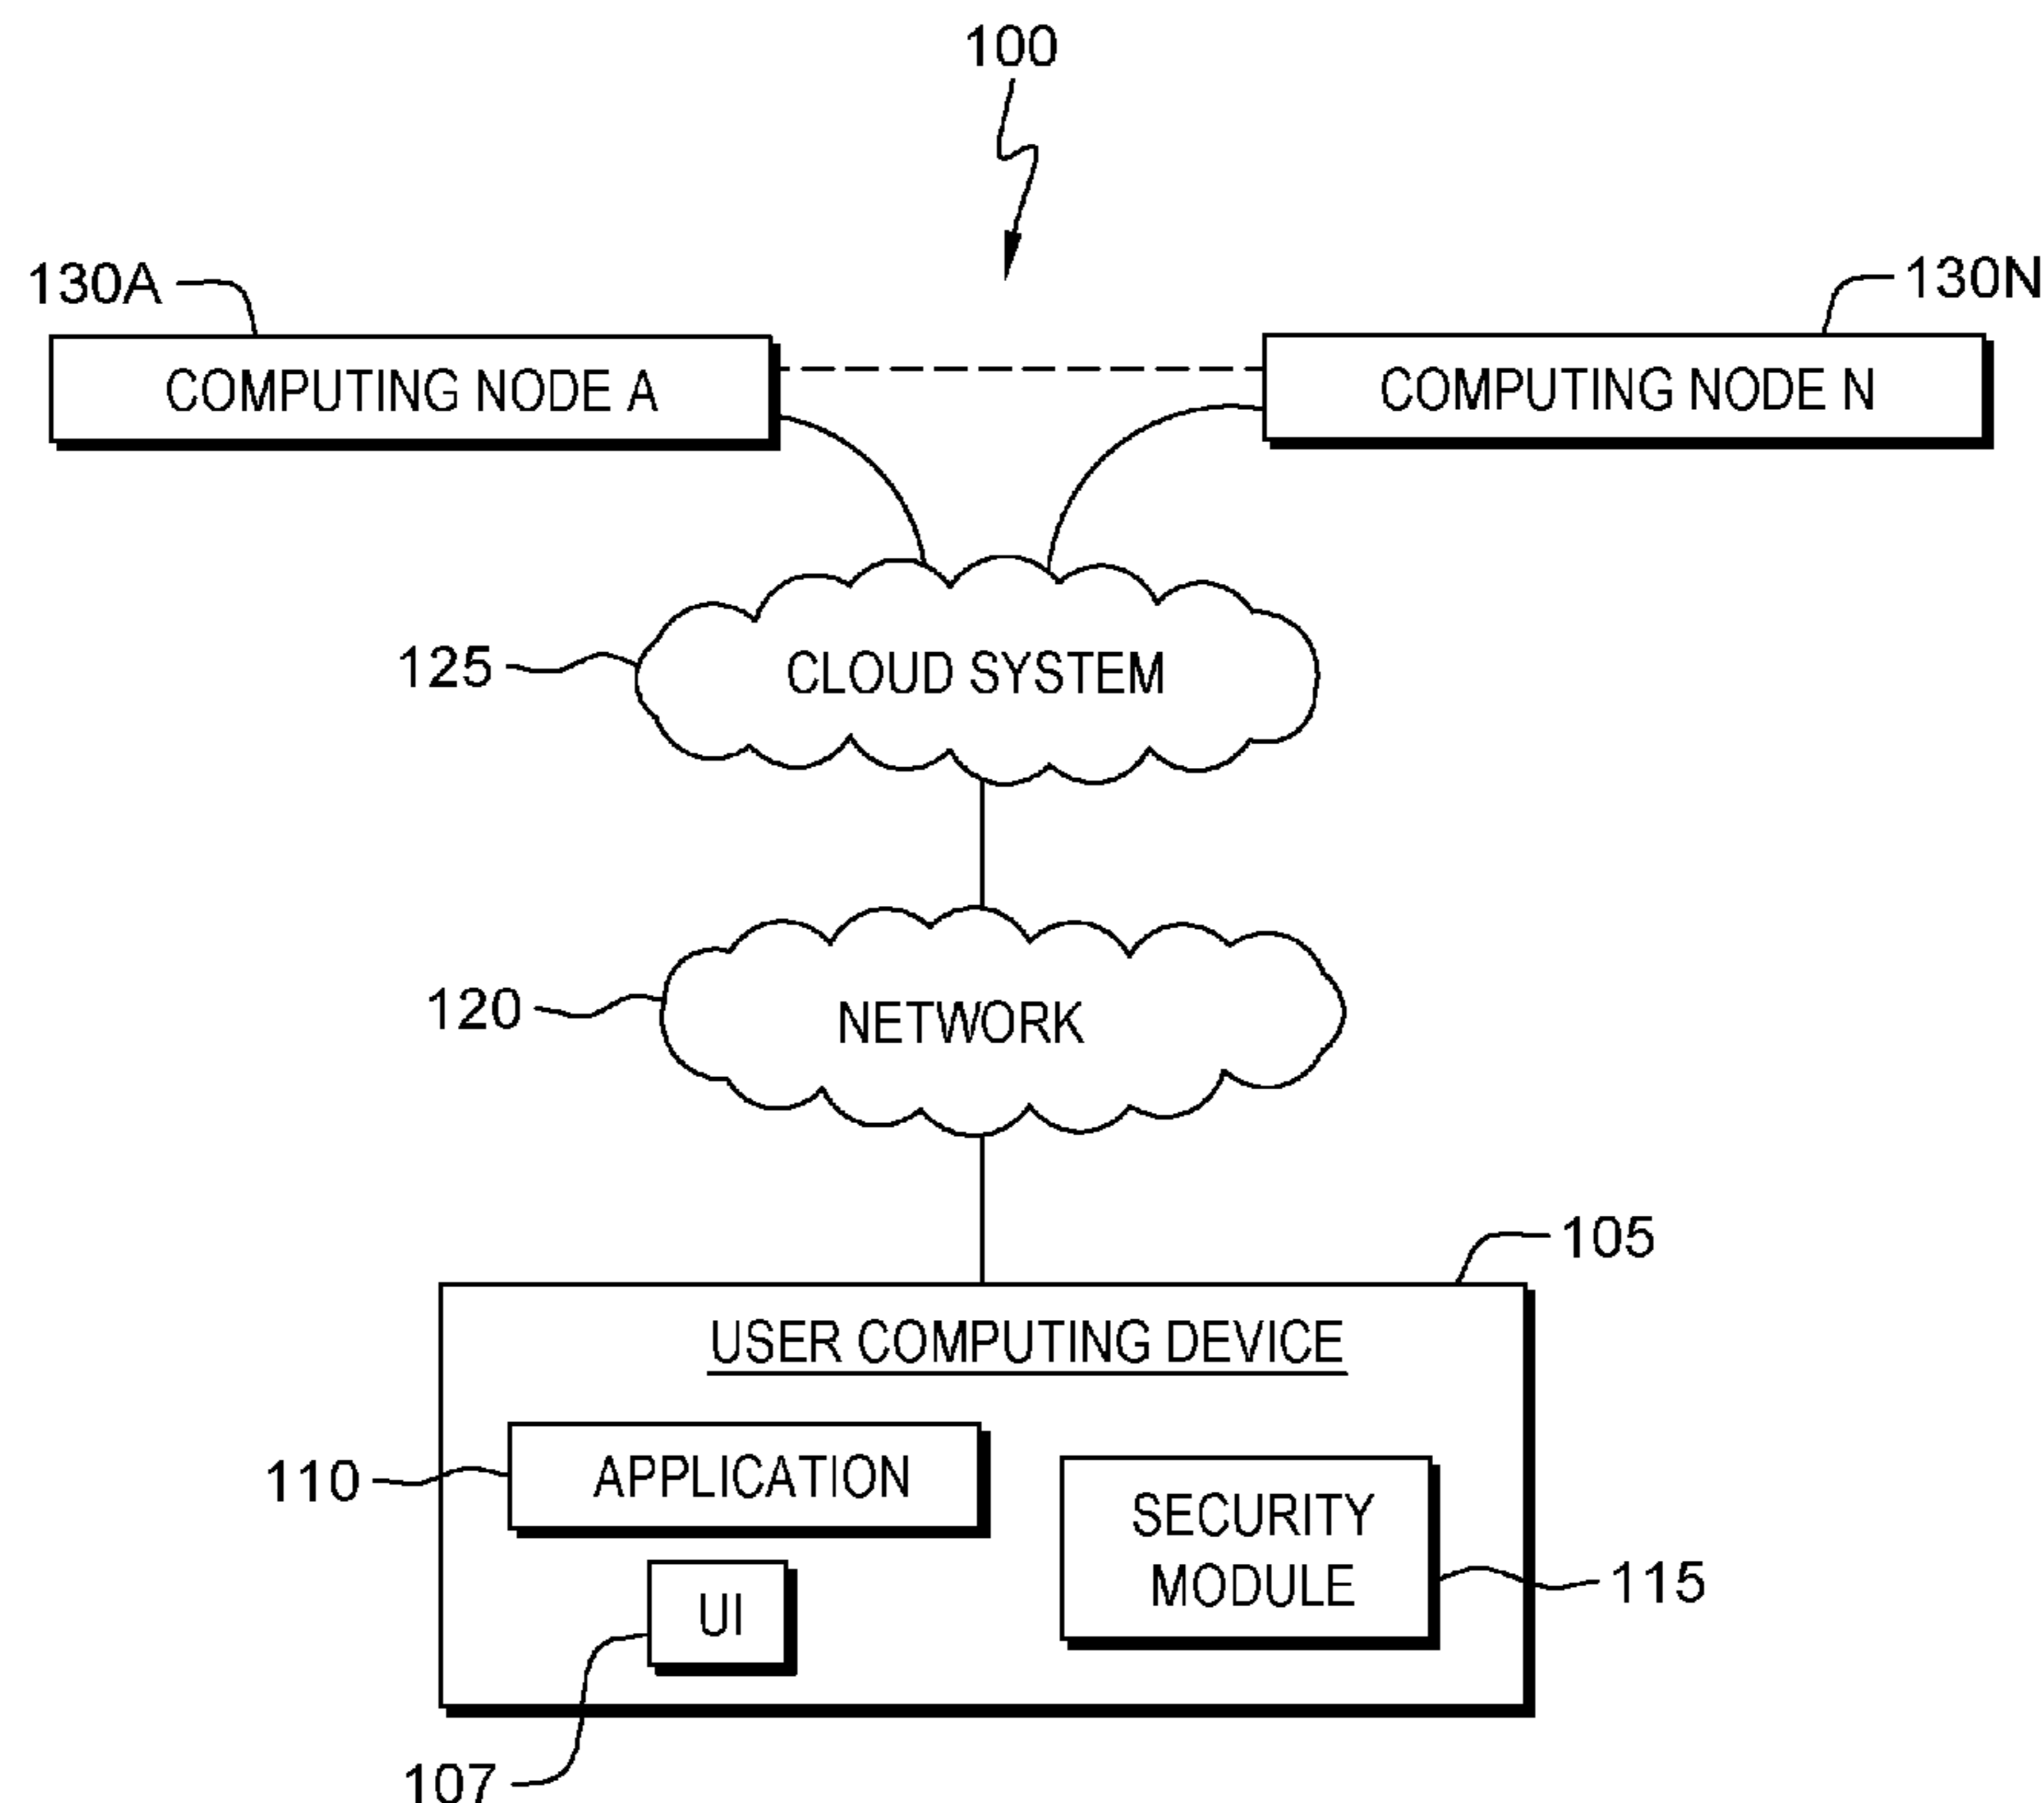 100
130A
130N
COMPUTING NODE A
COMPUTING NODE N
125
CLOUD SYSTEM
120
NETWORK
105
USER COMPUTING DEVICE
110
APPLICATION
SECURITY
MODULE
115
UI
107